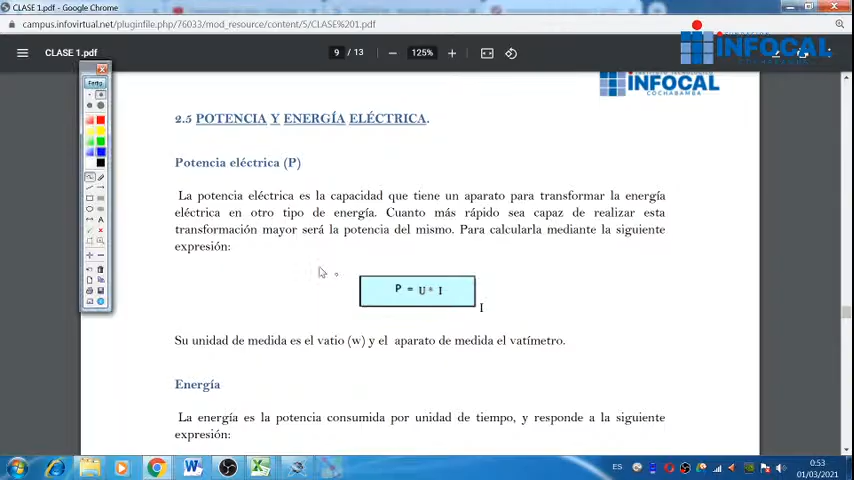 CLASE 1.pdf - Google Chrome
campus.infovirtual.net/pluginfile.php/76033/mod_resource/content/5/CLASE%201.pdf
CLASE 1.pdf
9 / 13
125%
INFOCAL
INFOCAL
COCHABAMBA
Fertig
2.5 POTENCIA Y ENERGÍA ELÉCTRICA.
Potencia eléctrica (P)
La potencia eléctrica es la capacidad que tiene un aparato para transformar la energía
eléctrica en otro tipo de energía. Cuanto más rápido sea capaz de realizar esta
transformación mayor será la potencia del mismo. Para calcularla mediante la siguiente
expresión:
P = U * I
Su unidad de medida es el vatio (w) y el aparato de medida el vatímetro.
Energía
La energía es la potencia consumida por unidad de tiempo, y responde a la siguiente
expresión:
ES
0:53
01/03/2021